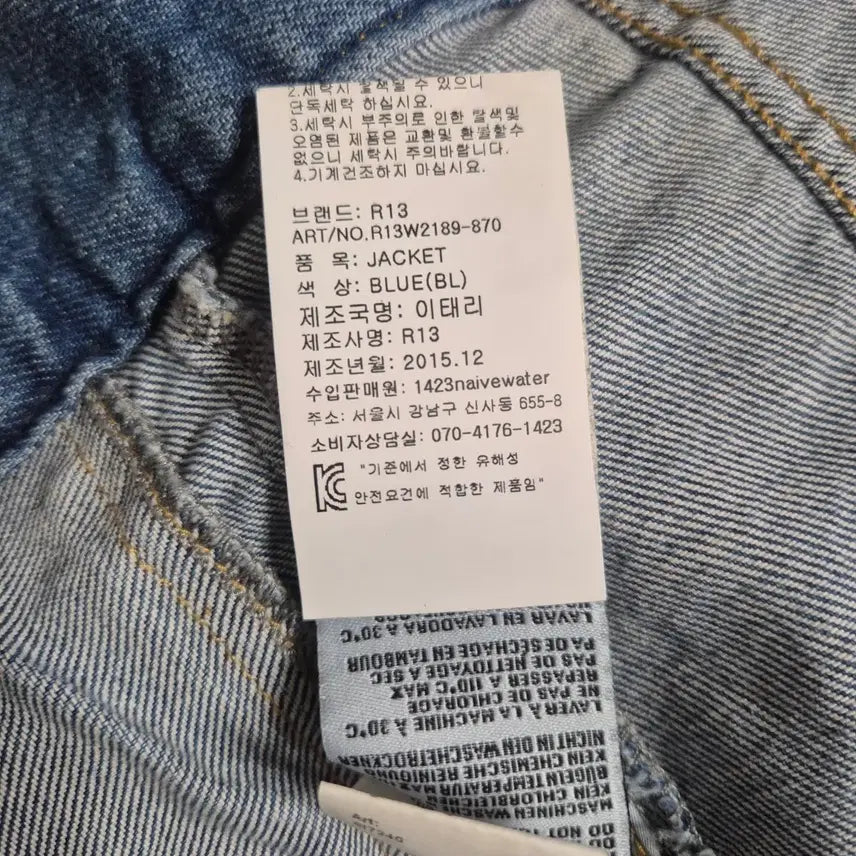 2.세탁시 탈색될 수 있으니
단독세탁 하십시요.
3.세탁시 부주의로 인한 탈색및
오염된 제품은 교환및 환불할수
없으니 세탁시 주의바랍니다.
4.기계건조하지 마십시요.
브랜드: R13
ART/NO.R13W2189-870
품 목: JACKET
색 상: BLUE(BL)
제조국명: 이태리
제조사명: R13
제조년월: 2015.12
수입판매원: 1423naivewater
주소: 서울시 강남구 신사동 655-8
소비자상담실: 070-4176-1423
"기준에서 정한 유해성
안전요건에 적합한 제품임"
DO NOT
MASCHINEN WASCHE
KEIN CHLORBLEICHEN
BÜGELN TEMPERATUR MAX
KEIN CHEMISCHE REINIGUNG
NICHT IN DEN WASCHETROCKNER
LAVER À LA MACHINE À 30°C
NE PAS DE CHLORAGE
REPASSER À 110°C MAX
PAS DE NETTOYAGE A SEC
PA DE SÉCHAGE EN TAMBOUR
LAVAR EN LAVADORA A 30°C
Art: